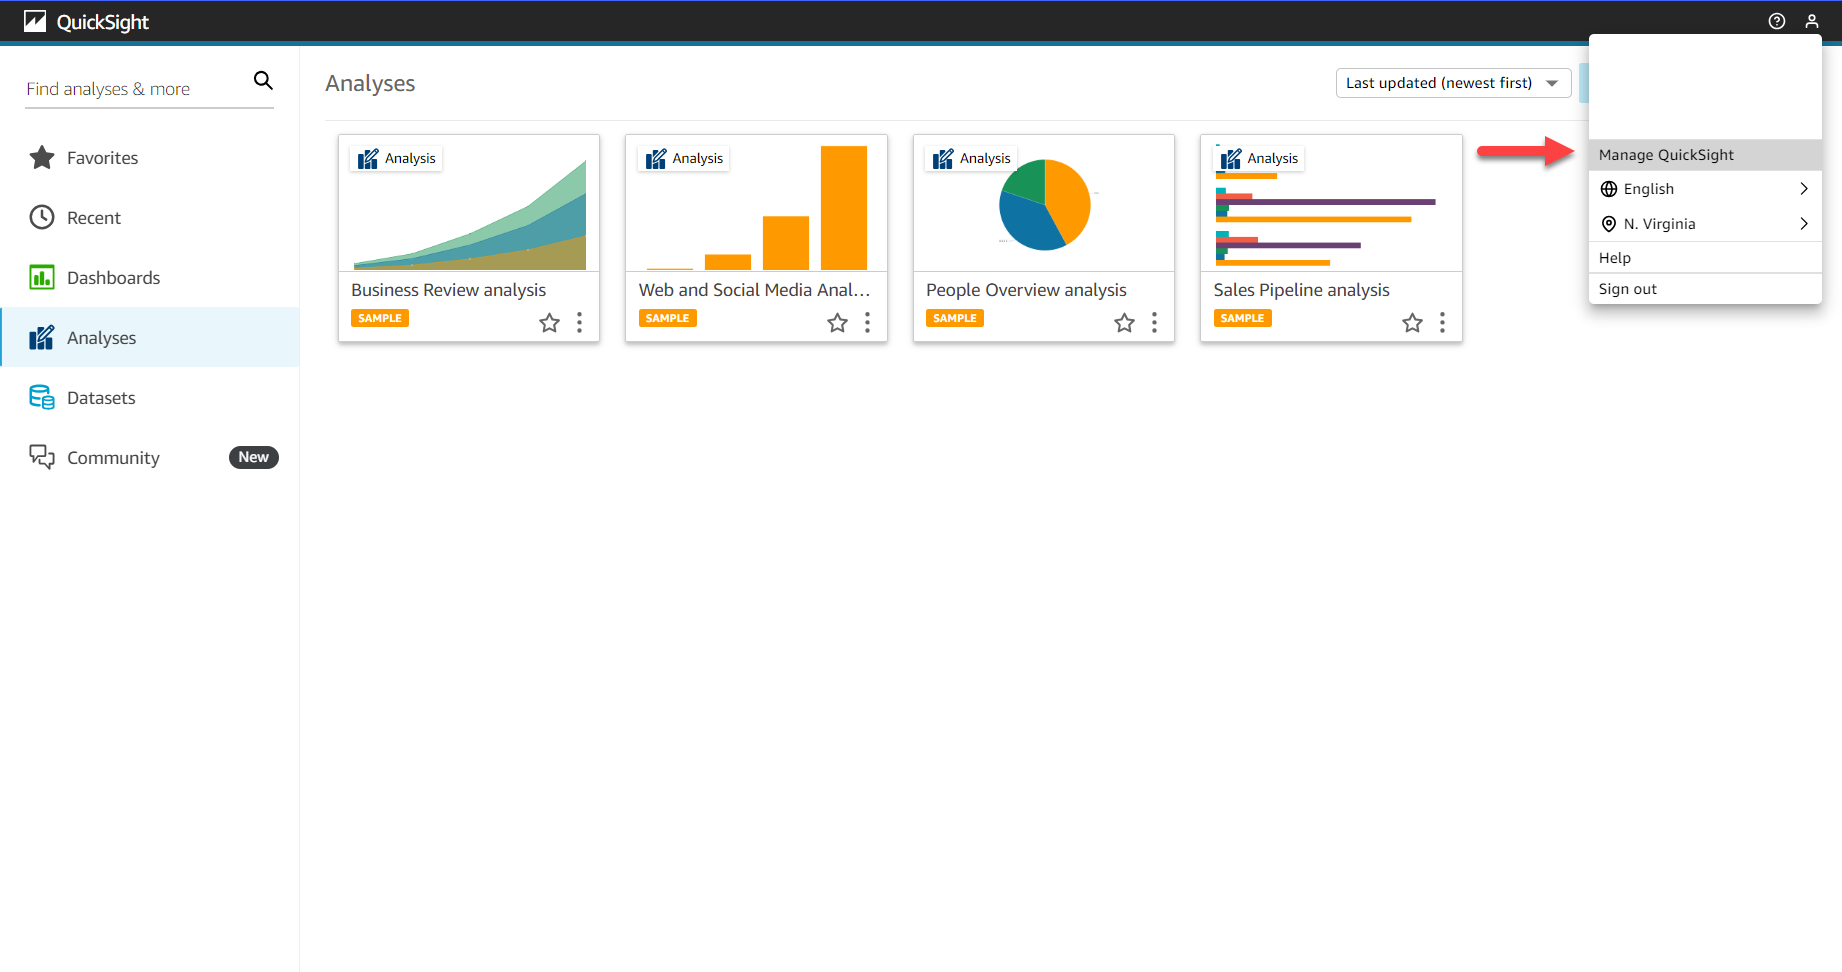 QuickSight
Find analyses & more
Favorites
Recent
Dashboards
Analyses
Datasets
Community
New
Analyses
Last updated (newest first)
Analysis
Business Review analysis
SAMPLE
Analysis
Web and Social Media Anal...
SAMPLE
Analysis
People Overview analysis
SAMPLE
Analysis
Sales Pipeline analysis
SAMPLE
Manage QuickSight
English
N. Virginia
Help
Sign out